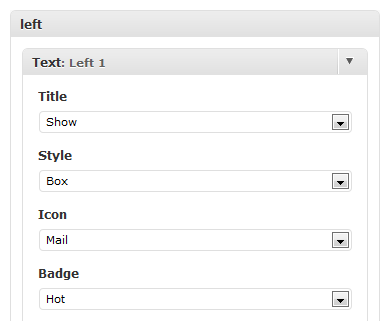 left
Text: Left 1
Title
Show
Style
Box
Icon
Mail
Badge
Hot